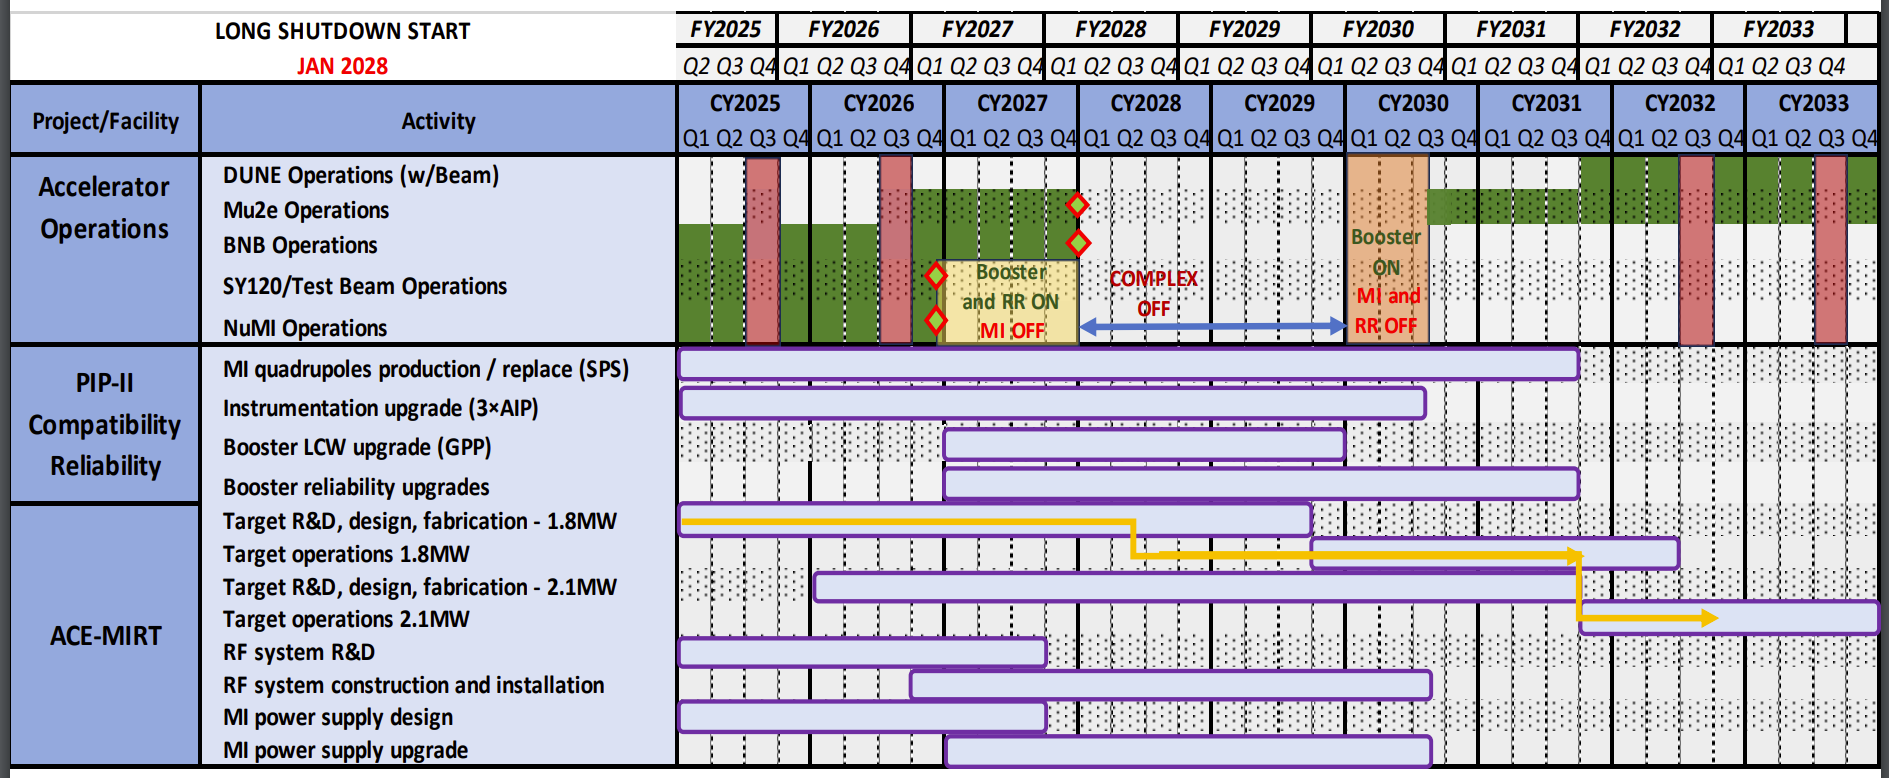 LONG SHUTDOWN START
FY2025 FY2026 FY2027 FY2028 FY2029 FY2030 FY2031 FY2032 FY2033
JAN 2028
Q2 Q3 Q4 Q1 Q2 Q3 Q4 Q1 Q2 Q3 Q4 Q1 Q2 Q3 Q4 Q1 Q2 Q3 Q4 Q1 Q2 Q3 Q4 Q1 Q2 Q3 Q4 Q1 Q2 Q3 Q4 Q1 Q2 Q3 Q4
Project/Facility
Activity
CY2025 CY2026 CY2027 CY2028 CY2029 CY2030 CY2031 CY2032 CY2033
Q1 Q2 Q3 Q4 Q1 Q2 Q3 Q4 Q1 Q2 Q3 Q4 Q1 Q2 Q3 Q4 Q1 Q2 Q3 Q4 Q1 Q2 Q3 Q4 Q1 Q2 Q3 Q4 Q1 Q2 Q3 Q4 Q1 Q2 Q3 Q4
Accelerator
Operations
DUNE Operations (w/Beam)
Mu2e Operations
BNB Operations
SY120/Test Beam Operations
NuMI Operations
Booster
and RR ON
MI OFF
COMPLEX
OFF
Booster
ON
MI and
RR OFF
PIP-II
Compatibility
Reliability
MI quadrupoles production / replace (SPS)
Instrumentation upgrade (3×AIP)
Booster LCW upgrade (GPP)
Booster reliability upgrades
ACE-MIRT
Target R&D, design, fabrication - 1.8MW
Target operations 1.8MW
Target R&D, design, fabrication - 2.1MW
Target operations 2.1MW
RF system R&D
RF system construction and installation
MI power supply design
MI power supply upgrade